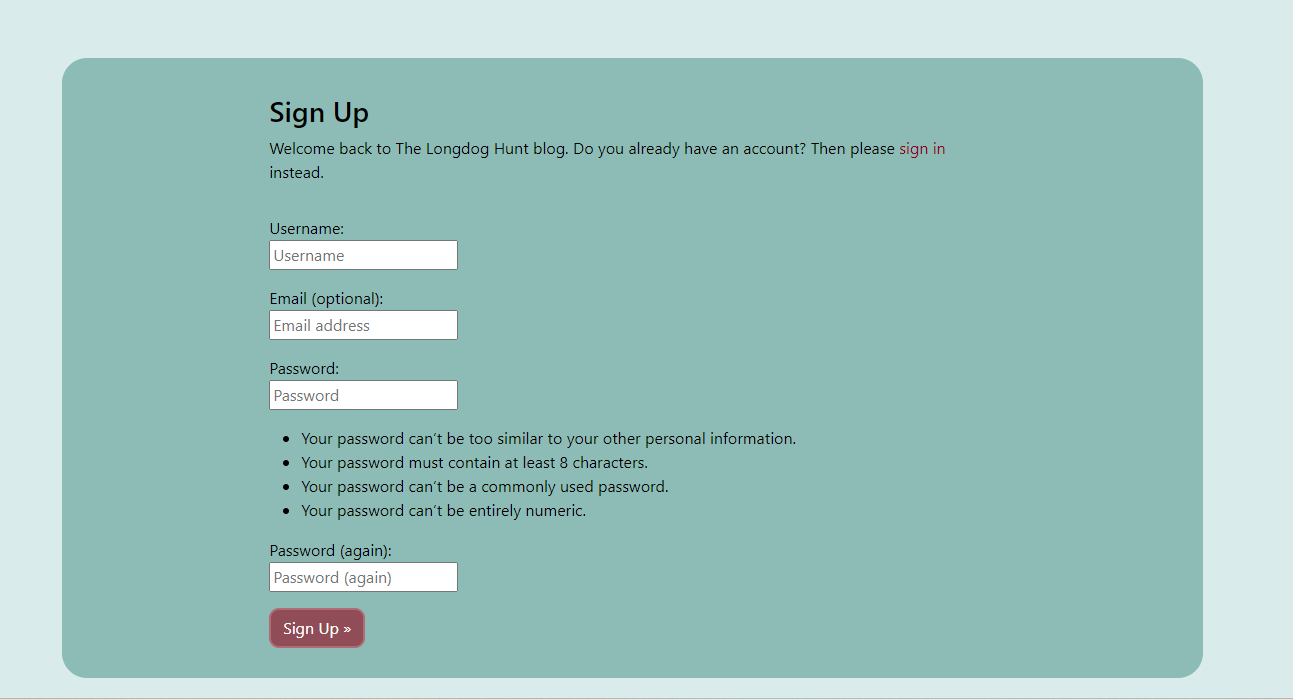 Sign Up
Welcome back to The Longdog Hunt blog. Do you already have an account? Then please sign in
instead.
Username:
Username
Email (optional):
Email address
Password:
Password
• Your password can't be too similar to your other personal information.
• Your password must contain at least 8 characters.
• Your password can't be a commonly used password.
• Your password can't be entirely numeric.
Password (again):
Password (again)
Sign Up »